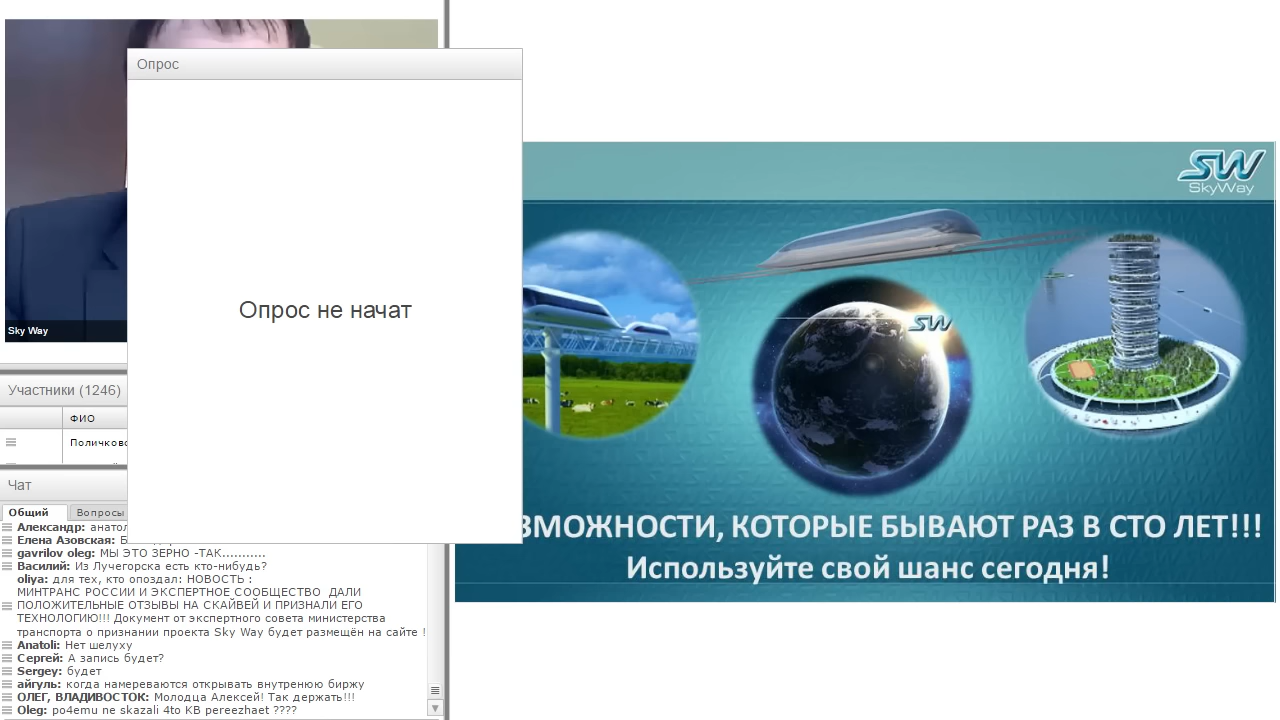 Опрос
Опрос не начат
Sky Way
Участники (1246)
ФИО
Поличково
Чат
Общий
Вопросы
Александр: анатол
Елена Азовская:
gavrilov oleg: МЫ ЭТО ЗЕРНО -ТАК...........
Василий: Из Лучегорска есть кто-нибудь?
oliya: для тех, кто опоздал: НОВОСТЬ :
МИНТРАНС РОССИИ И ЭКСПЕРТНОЕ СООБЩЕСТВО ДАЛИ
ПОЛОЖИТЕЛЬНЫЕ ОТЗЫВЫ НА СКАЙВЕЙ И ПРИЗНАЛИ ЕГО
ТЕХНОЛОГИЮ!!! Документ от экспертного совета министерства
транспорта о признании проекта Sky Way будет размещён на сайте !
Anatoli: Нет шелуху
Сергей: А запись будет?
Sergey: будет
айгуль: когда намереваются открывать внутренюю биржу
ОЛЕГ, ВЛАДИВОСТОК: Молодца Алексей! Так держать!!!
Oleg: po4emu ne skazali 4to KB pereezhaet ????
SW
SkyWay
SW
ЗМОЖНОСТИ, КОТОРЫЕ БЫВАЮТ РАЗ В СТО ЛЕТ!!!
Используйте свой шанс сегодня!